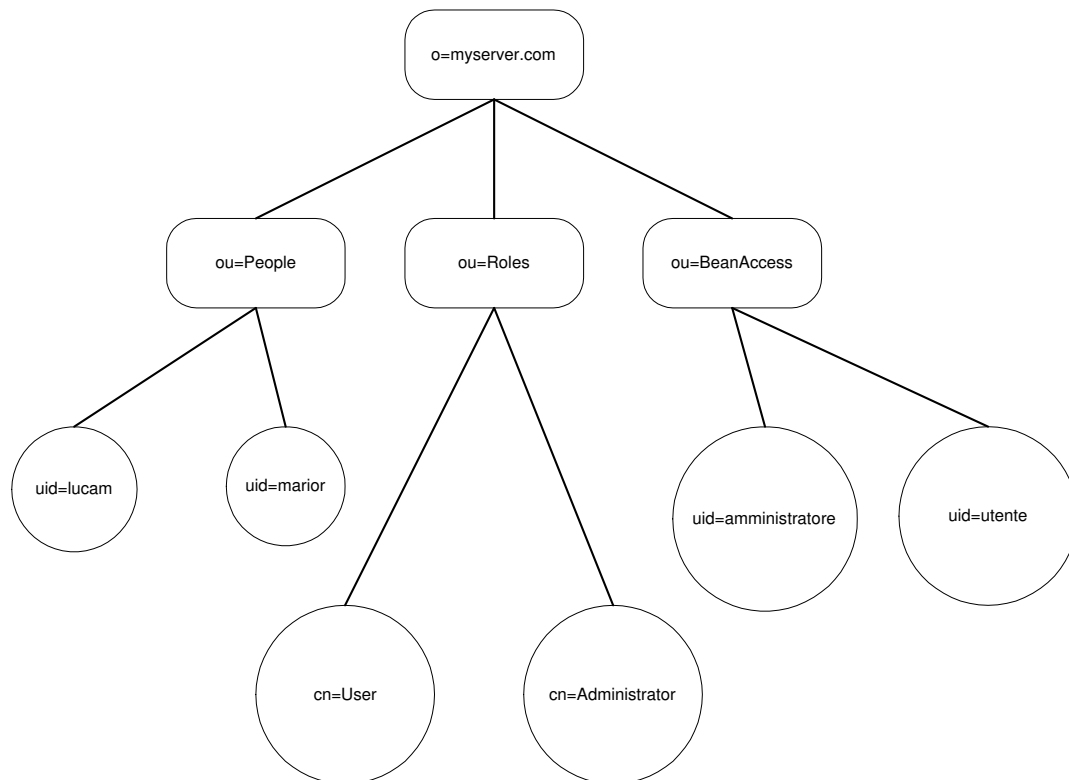 o=myserver.com
ou=People
ou=Roles
ou=BeanAccess
uid=lucam
uid=marior
uid=amministratore
uid=utente
cn=User
cn=Administrator